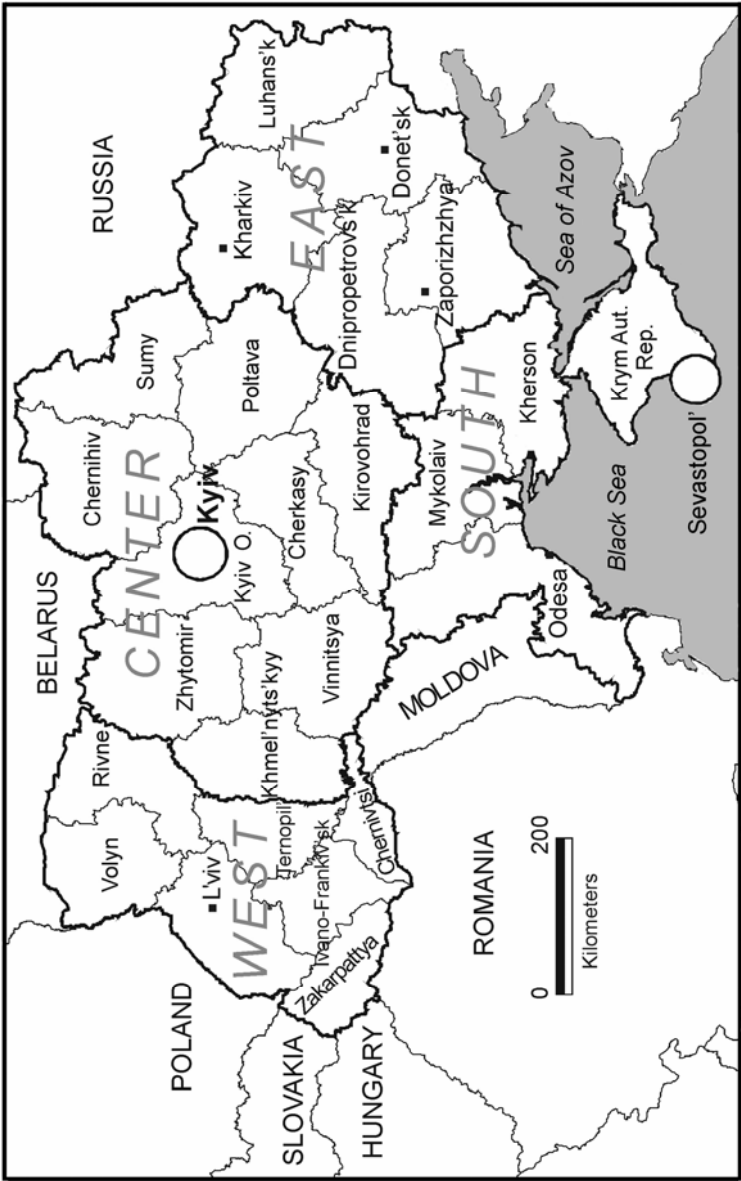 RUSSIA
BELARUS
POLAND
SLOVAKIA
HUNGARY
ROMANIA
MOLDOVA
WEST
CENTER
EAST
SOUTH
Volyn
Rivne
L'viv
Ternopil'
Ivano-Frankiv'sk
Zakarpattya
Chernivtsi
Khmel'nyts'kyy
Zhytomir
Vinnitsya
Kyiv
Kyiv O.
Chernihiv
Sumy
Poltava
Cherkasy
Kirovohrad
Kharkiv
Luhans'k
Donet'sk
Dnipropetrovs'k
Zaporizhzhya
Mykolaiv
Kherson
Odesa
Krym Aut.
Rep.
Sevastopol'
Sea of Azov
Black Sea
0
200
Kilometers